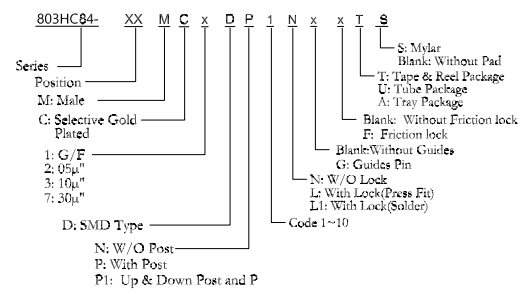 803HC84- XX M C x D P 1 N x x T S
S: Mylar
Blank: Without Pad
Series
T: Tape & Reel Package
Position
U: Tube Package
M: Male
A: Tray Package
C: Selective Gold
Plated
Blank: Without Friction lock
F: Friction lock
1: G/F
Blank:Without Guides
2: 05µ"
G: Guides Pin
3: 10µ"
N: W/O Lock
7: 30µ"
L: With Lock(Press Fit)
L1: With Lock(Solder)
D: SMD Type
Code 1~10
N: W/O Post
P: With Post
P1: Up & Down Post and P